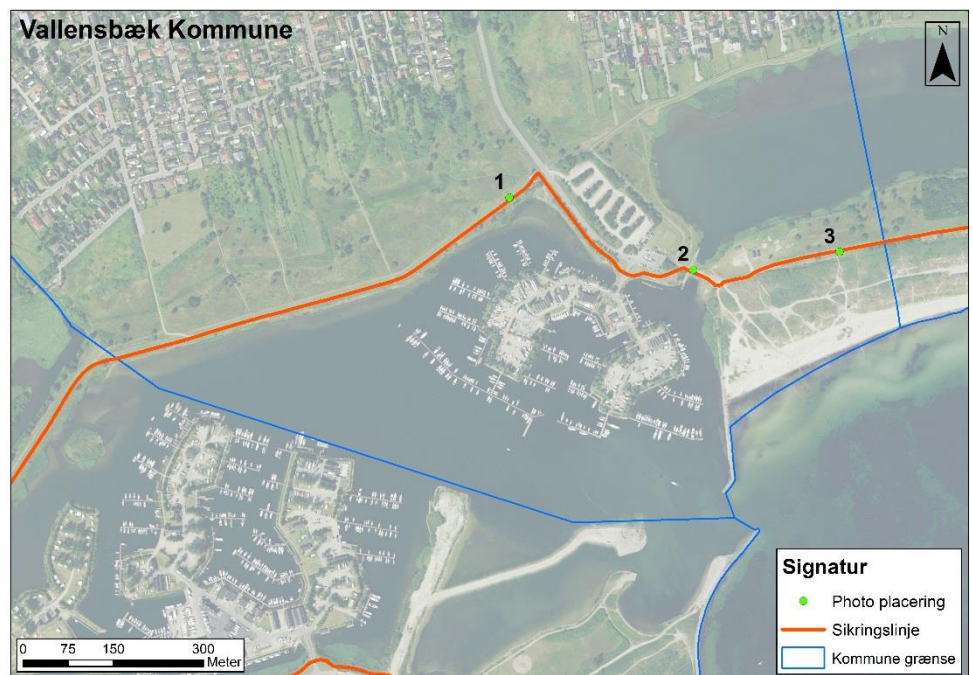 Vallensbæk Kommune
N
1
2
3
Signatur
Photo placering
Sikringslinje
Kommune grænse
0 75 150 300
Meter